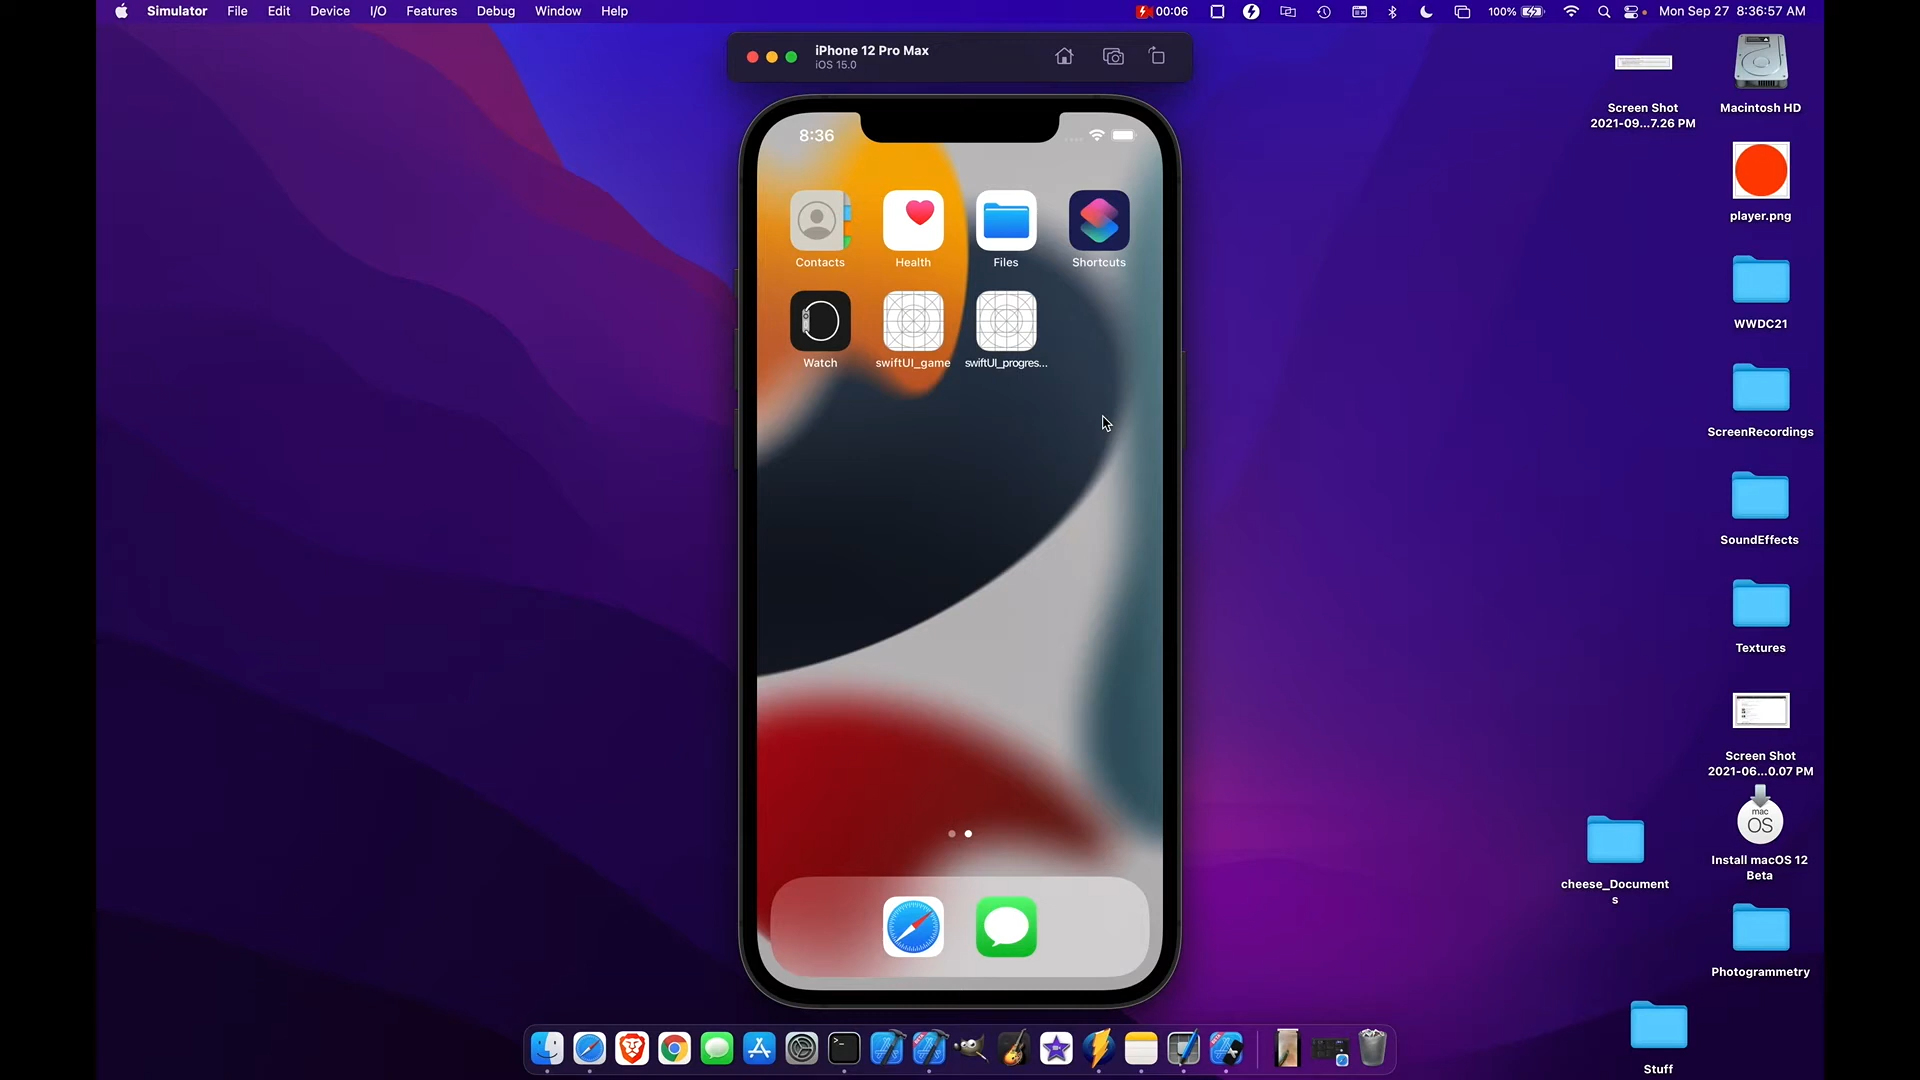 Simulator File Edit Device I/O Features Debug Window Help
00:06 100% Mon Sep 27 8:36:57 AM
iPhone 12 Pro Max
iOS 15.0
8:36
Contacts Health Files Shortcuts
Watch swiftUI_game swiftUI_progres...
Screen Shot
2021-09...7.26 PM
Macintosh HD
player.png
WWDC21
ScreenRecordings
SoundEffects
Textures
Screen Shot
2021-06...0.07 PM
mac
OS
Install macOS 12
Beta
cheese_Document
s
Photogrammetry
Stuff